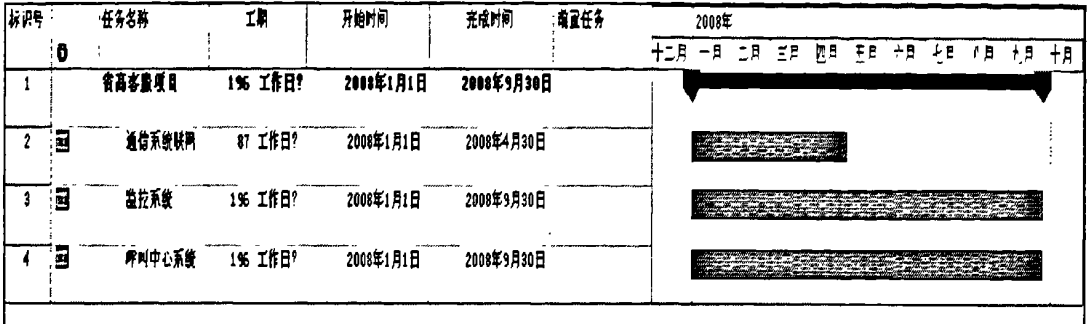 标识号 任务名称 工期 开始时间 完成时间 前置任务 2008年
十二月 一月 二月 三月 四月 五月 六月 七月 八月 九月 十月
1 省高客服项目 196 工作日? 2008年1月1日 2008年9月30日
2 通信系统联网 87 工作日? 2008年1月1日 2008年4月30日
3 监控系统 196 工作日? 2008年1月1日 2008年9月30日
4 呼叫中心系统 196 工作日? 2008年1月1日 2008年9月30日